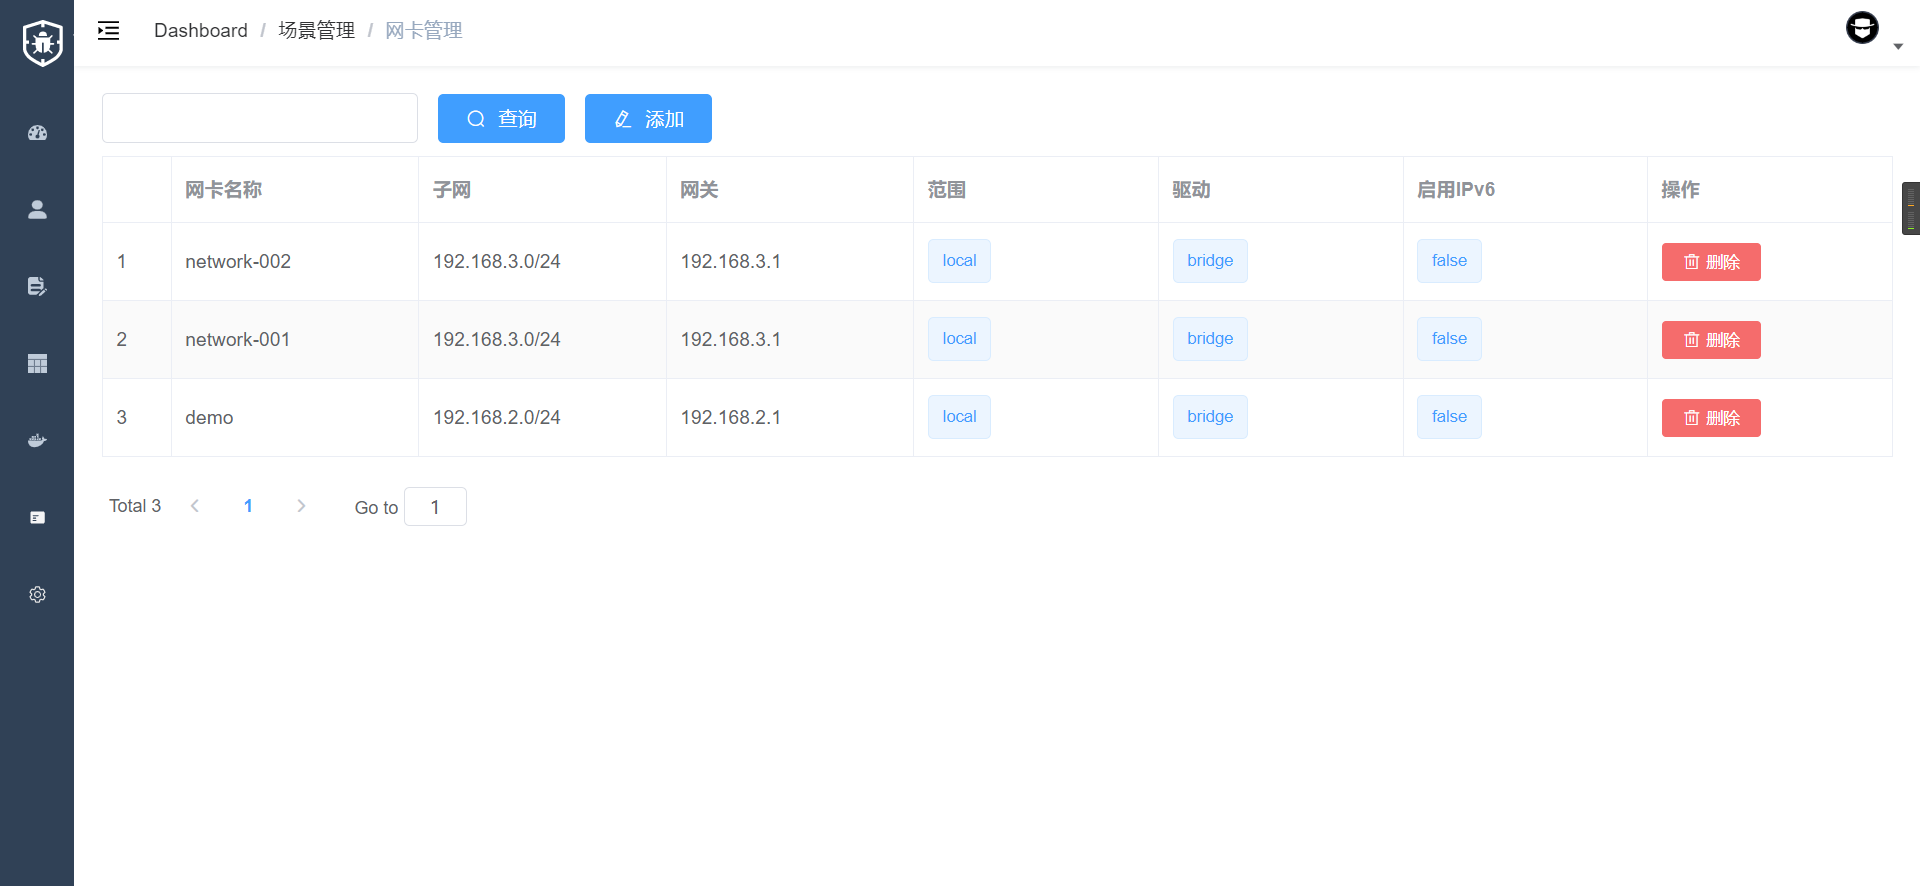 Dashboard / 场景管理 / 网卡管理
查询 添加
网卡名称 子网 网关 范围 驱动 启用IPv6 操作
1 network-002 192.168.3.0/24 192.168.3.1 local bridge false 删除
2 network-001 192.168.3.0/24 192.168.3.1 local bridge false 删除
3 demo 192.168.2.0/24 192.168.2.1 local bridge false 删除
Total 3 1 Go to 1